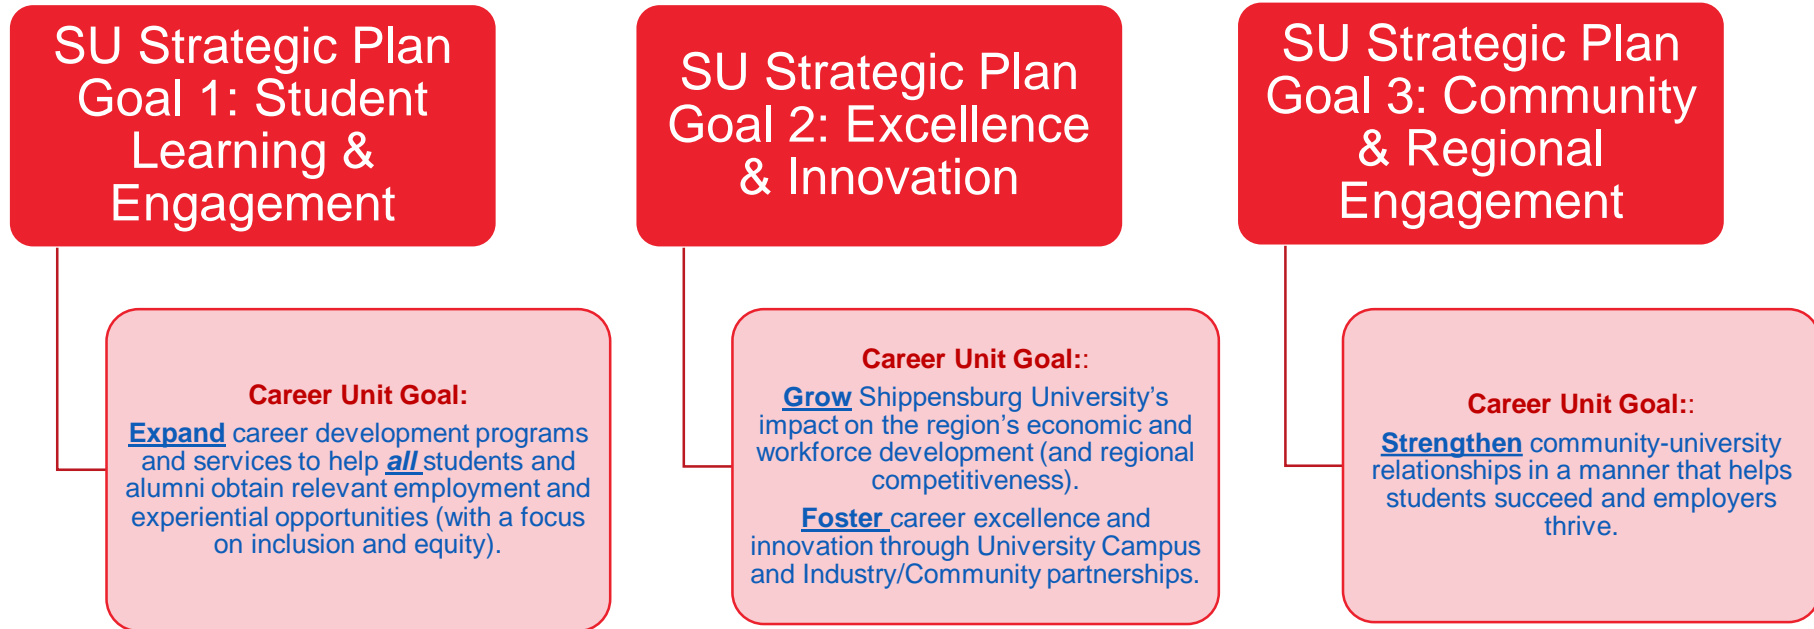 SU Strategic Plan
Goal 1: Student
Learning &
Engagement
Career Unit Goal:
Expand career development programs
and services to help all students and
alumni obtain relevant employment and
experiential opportunities (with a focus
on inclusion and equity).
SU Strategic Plan
Goal 2: Excellence
& Innovation
Career Unit Goal::
Grow Shippensburg University’s
impact on the region’s economic and
workforce development (and regional
competitiveness).
Foster career excellence and
innovation through University Campus
and Industry/Community partnerships.
SU Strategic Plan
Goal 3: Community
& Regional
Engagement
Career Unit Goal::
Strengthen community-university
relationships in a manner that helps
students succeed and employers
thrive.